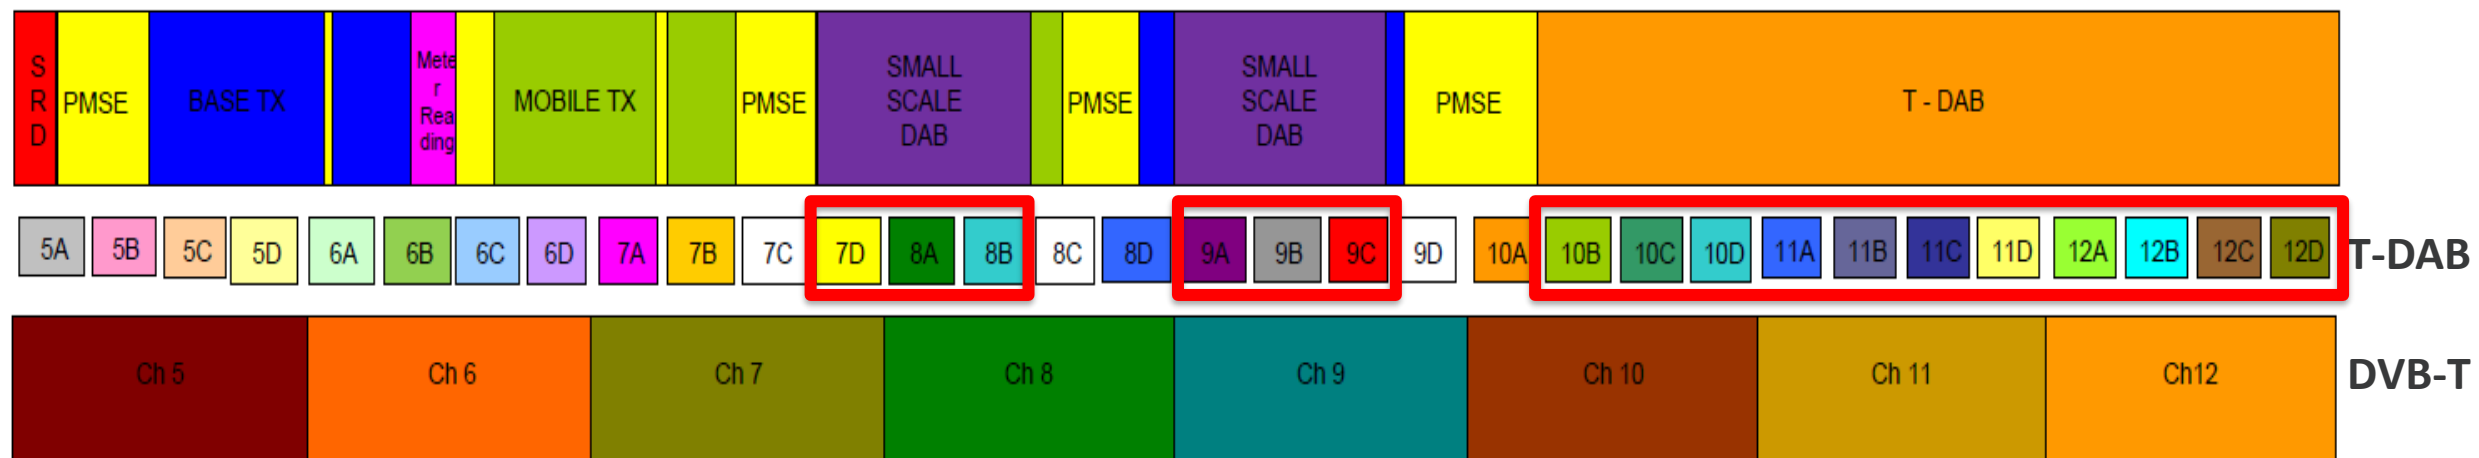 S
R
D
PMSE
BASE TX
Mete
r
Rea
ding
MOBILE TX
PMSE
SMALL
SCALE
DAB
PMSE
SMALL
SCALE
DAB
PMSE
T - DAB
5A 5B 5C 5D 6A 6B 6C 6D 7A 7B 7C 7D 8A 8B 8C 8D 9A 9B 9C 9D 10A 10B 10C 10D 11A 11B 11C 11D 12A 12B 12C 12D T-DAB
Ch 5 Ch 6 Ch 7 Ch 8 Ch 9 Ch 10 Ch 11 Ch12 DVB-T